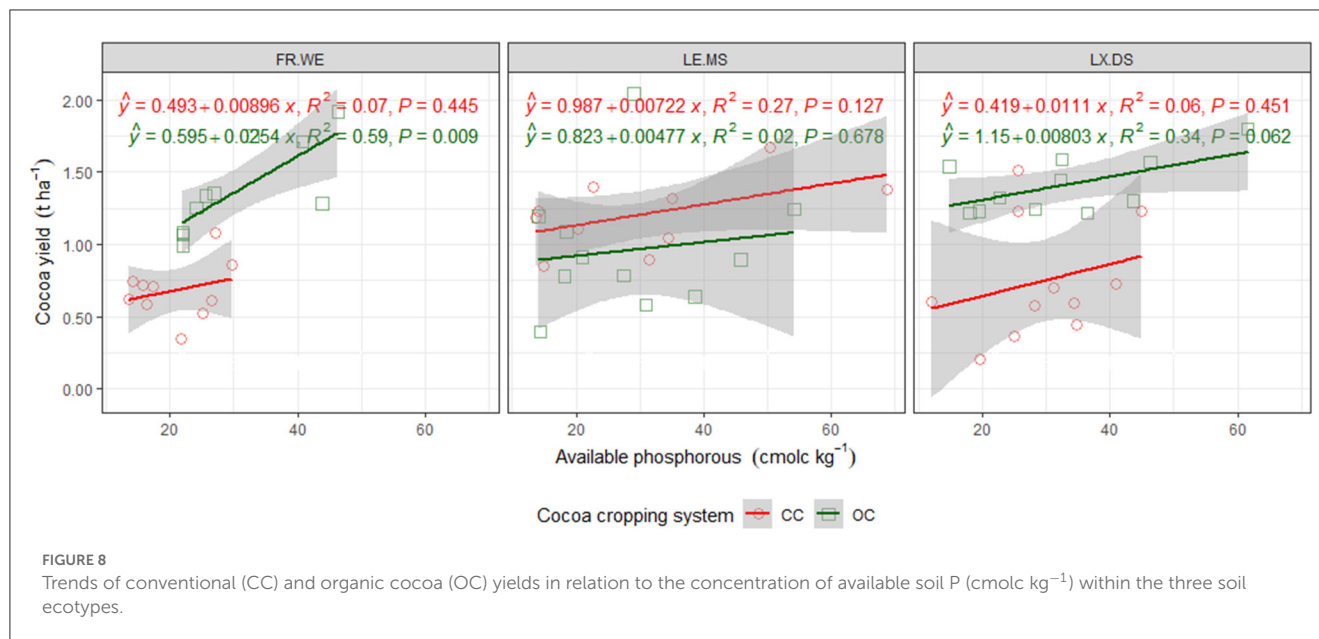 FR.WE LE.MS LX.DS
ŷ = 0.493+0.00896 x, R² = 0.07, P = 0.445
ŷ = 0.595+0.0254 x, R² = 0.59, P = 0.009
ŷ = 0.987+0.00722 x, R² = 0.27, P = 0.127
ŷ = 0.823+0.00477 x, R² = 0.02, P = 0.678
ŷ = 0.419+0.0111 x, R² = 0.06, P = 0.451
ŷ = 1.15+0.00803 x, R² = 0.34, P = 0.062
Cocoa yield (t ha⁻¹)
2.00
1.50
1.00
0.50
0.00
20 40 60 20 40 60 20 40 60
Available phosphorous (cmolc kg⁻¹)
Cocoa cropping system CC OC
FIGURE 8
Trends of conventional (CC) and organic cocoa (OC) yields in relation to the concentration of available soil P (cmolc kg⁻¹) within the three soil
ecotypes.